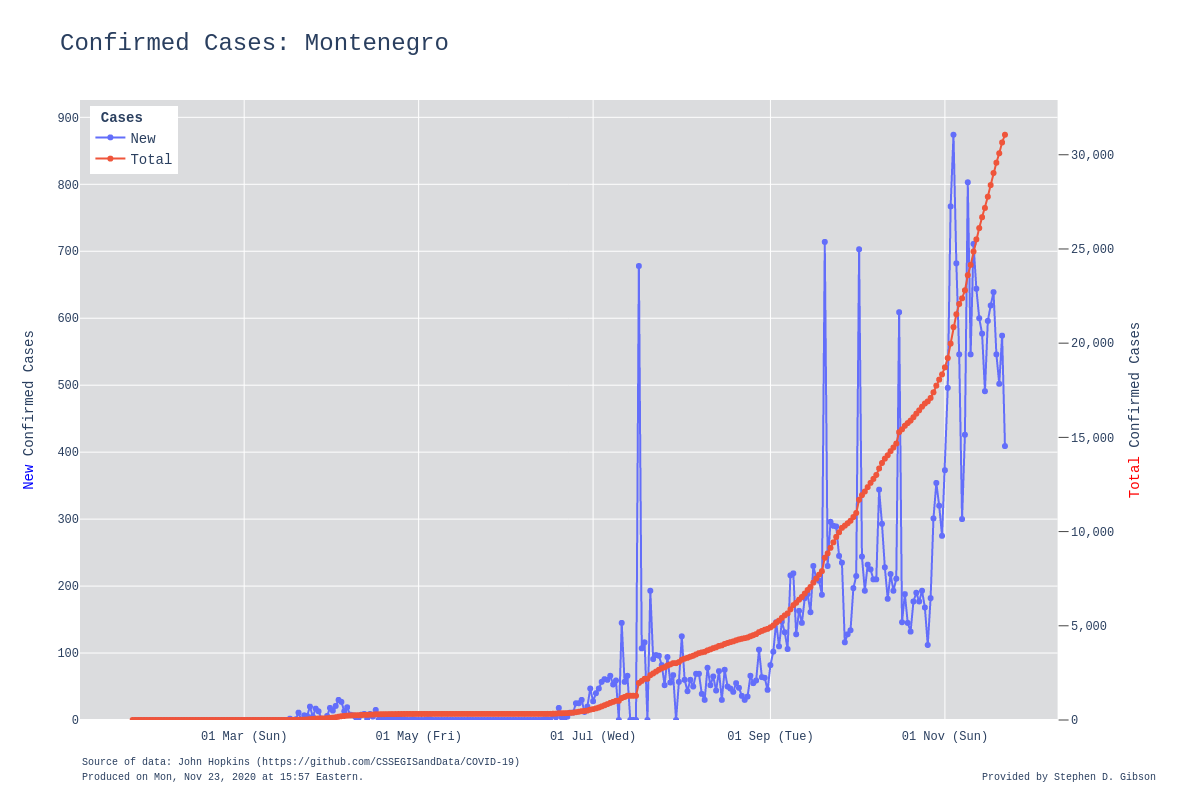 Confirmed Cases: Montenegro
Cases
New
Total
900
800
700
600
500
400
300
200
100
0
New Confirmed Cases
30,000
25,000
20,000
15,000
10,000
5,000
0
Total Confirmed Cases
01 Mar (Sun) 01 May (Fri) 01 Jul (Wed) 01 Sep (Tue) 01 Nov (Sun)
Source of data: John Hopkins (https://github.com/CSSEGISandData/COVID-19)
Produced on Mon, Nov 23, 2020 at 15:57 Eastern.
Provided by Stephen D. Gibson